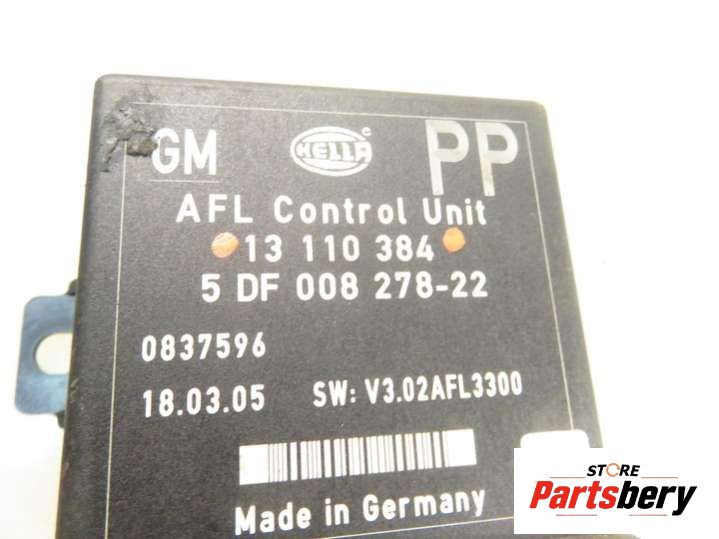 GM HELLA PP
AFL Control Unit
13 110 384
5 DF 008 278-22
0837596
18.03.05 SW: V3.02AFL3300
Made in Germany
STORE
Partsbery